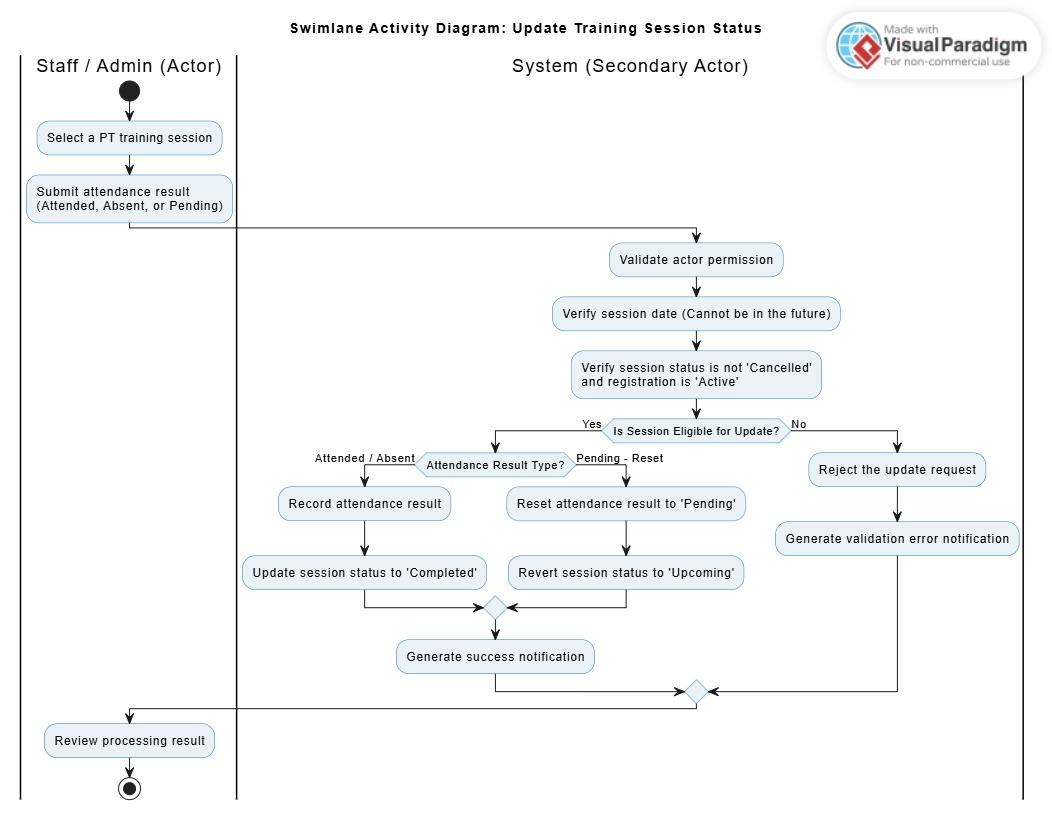 Swimlane Activity Diagram: Update Training Session Status
Made with
VisualParadigm
For non-commercial use
Staff / Admin (Actor)
System (Secondary Actor)
Select a PT training session
Submit attendance result
(Attended, Absent, or Pending)
Validate actor permission
Verify session date (Cannot be in the future)
Verify session status is not 'Cancelled'
and registration is 'Active'
Yes
Is Session Eligible for Update?
No
Attended / Absent
Attendance Result Type?
Pending - Reset
Reject the update request
Record attendance result
Reset attendance result to 'Pending'
Generate validation error notification
Update session status to 'Completed'
Revert session status to 'Upcoming'
Generate success notification
Review processing result